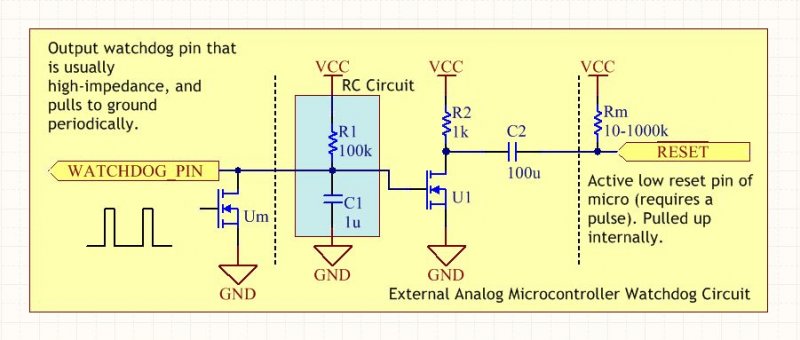 Output watchdog pin that
is usually
high-impedance, and
pulls to ground
periodically.
VCC
RC Circuit
R1
100k
C1
1u
GND
WATCHDOG_PIN
Um
GND
VCC
R2
1k
C2
100u
U1
GND
VCC
Rm
10-1000k
RESET
Active low reset pin of
micro (requires a
pulse). Pulled up
internally.
External Analog Microcontroller Watchdog Circuit